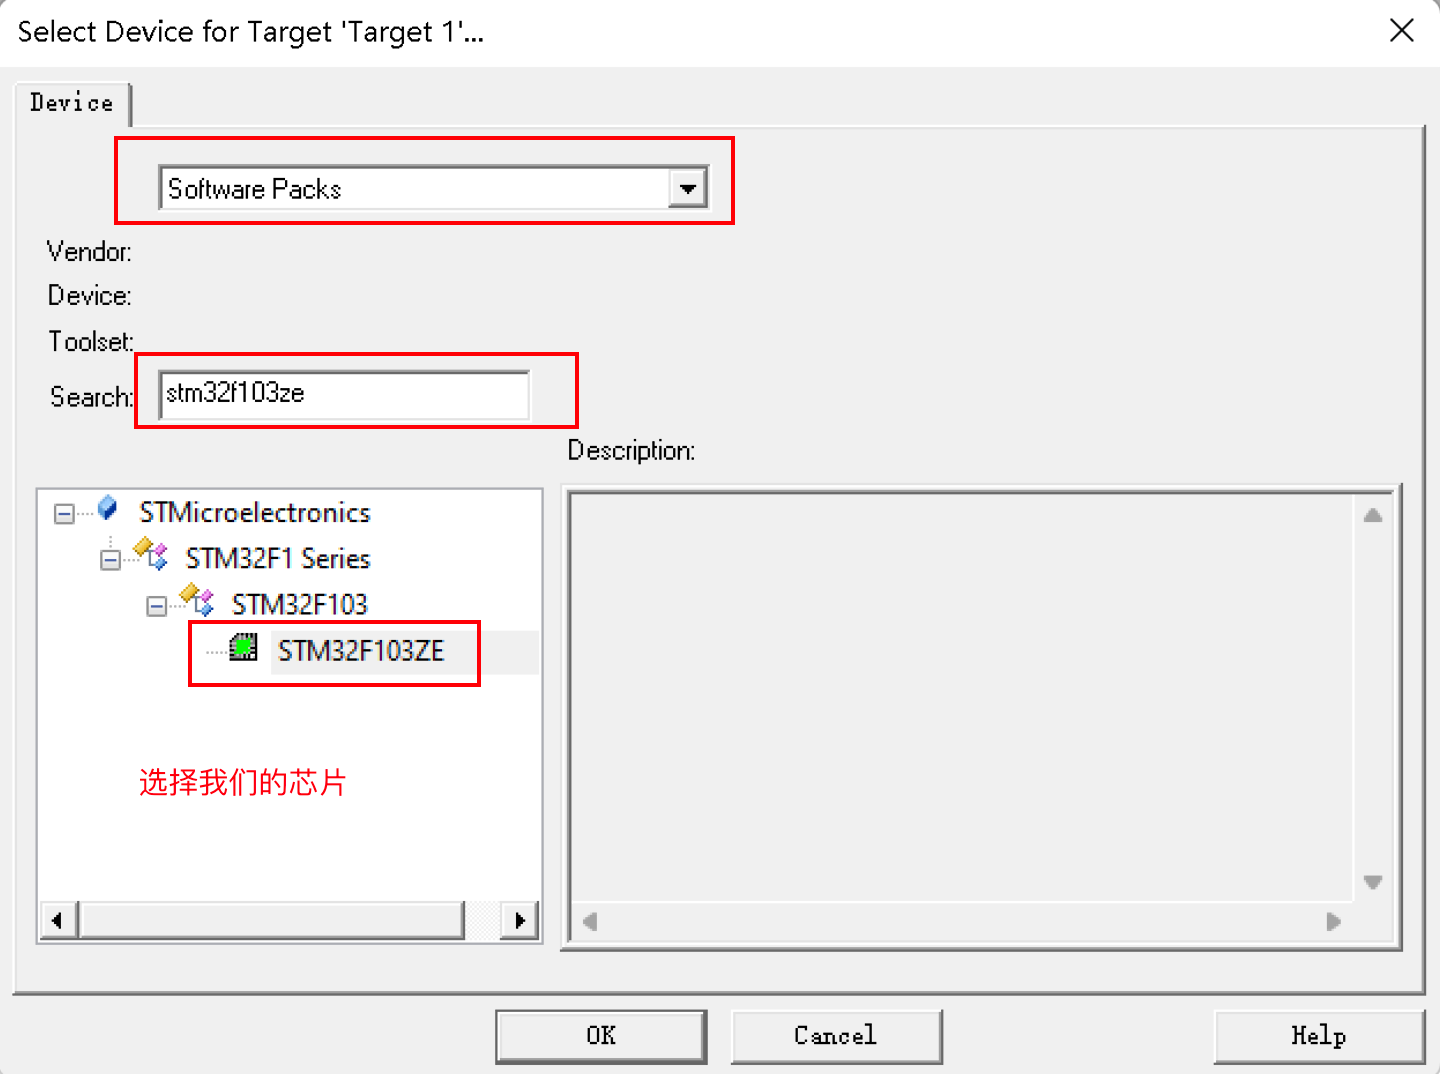 Select Device for Target 'Target 1'...
Device
Software Packs
Vendor:
Device:
Toolset:
Search: stm32f103ze
Description:
STMicroelectronics
STM32F1 Series
STM32F103
STM32F103ZE
选择我们的芯片
OK
Cancel
Help